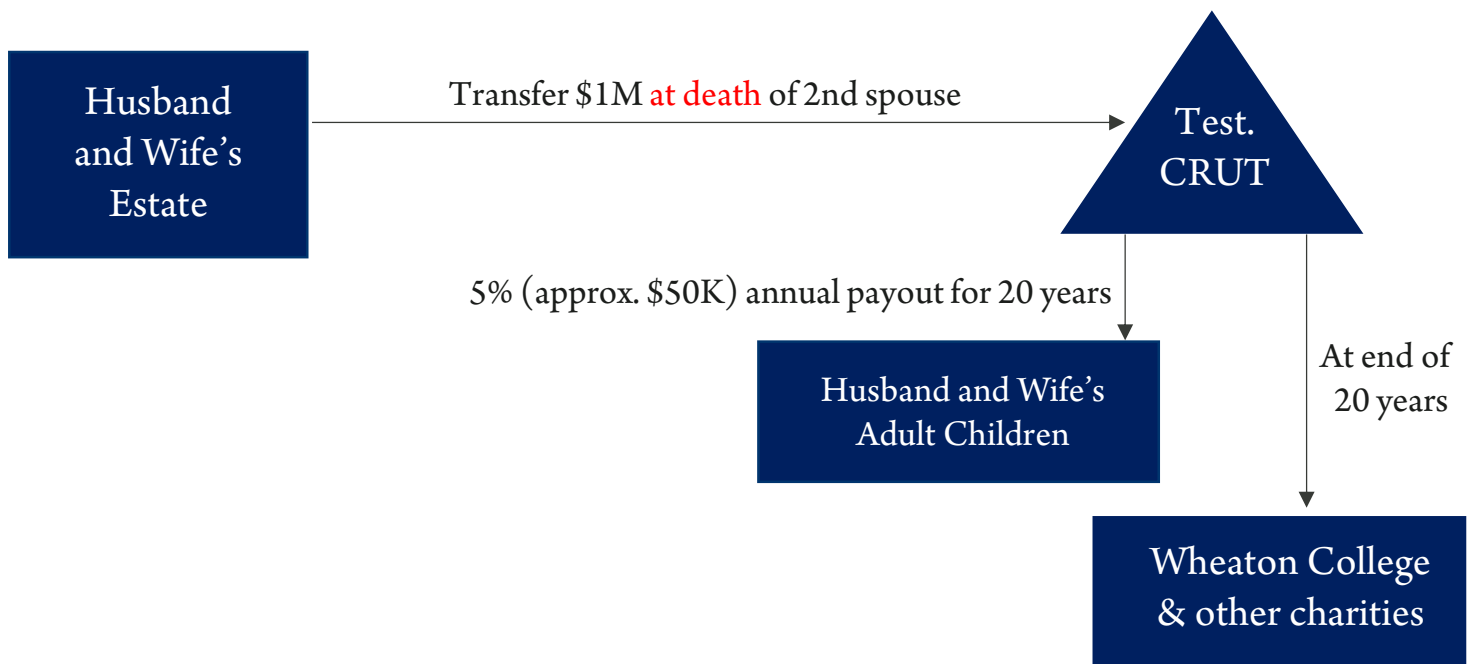 Husband
and Wife’s
Estate
Transfer $1M at death of 2nd spouse
Test.
CRUT
5% (approx. $50K) annual payout for 20 years
Husband and Wife’s
Adult Children
At end of
20 years
Wheaton College
& other charities